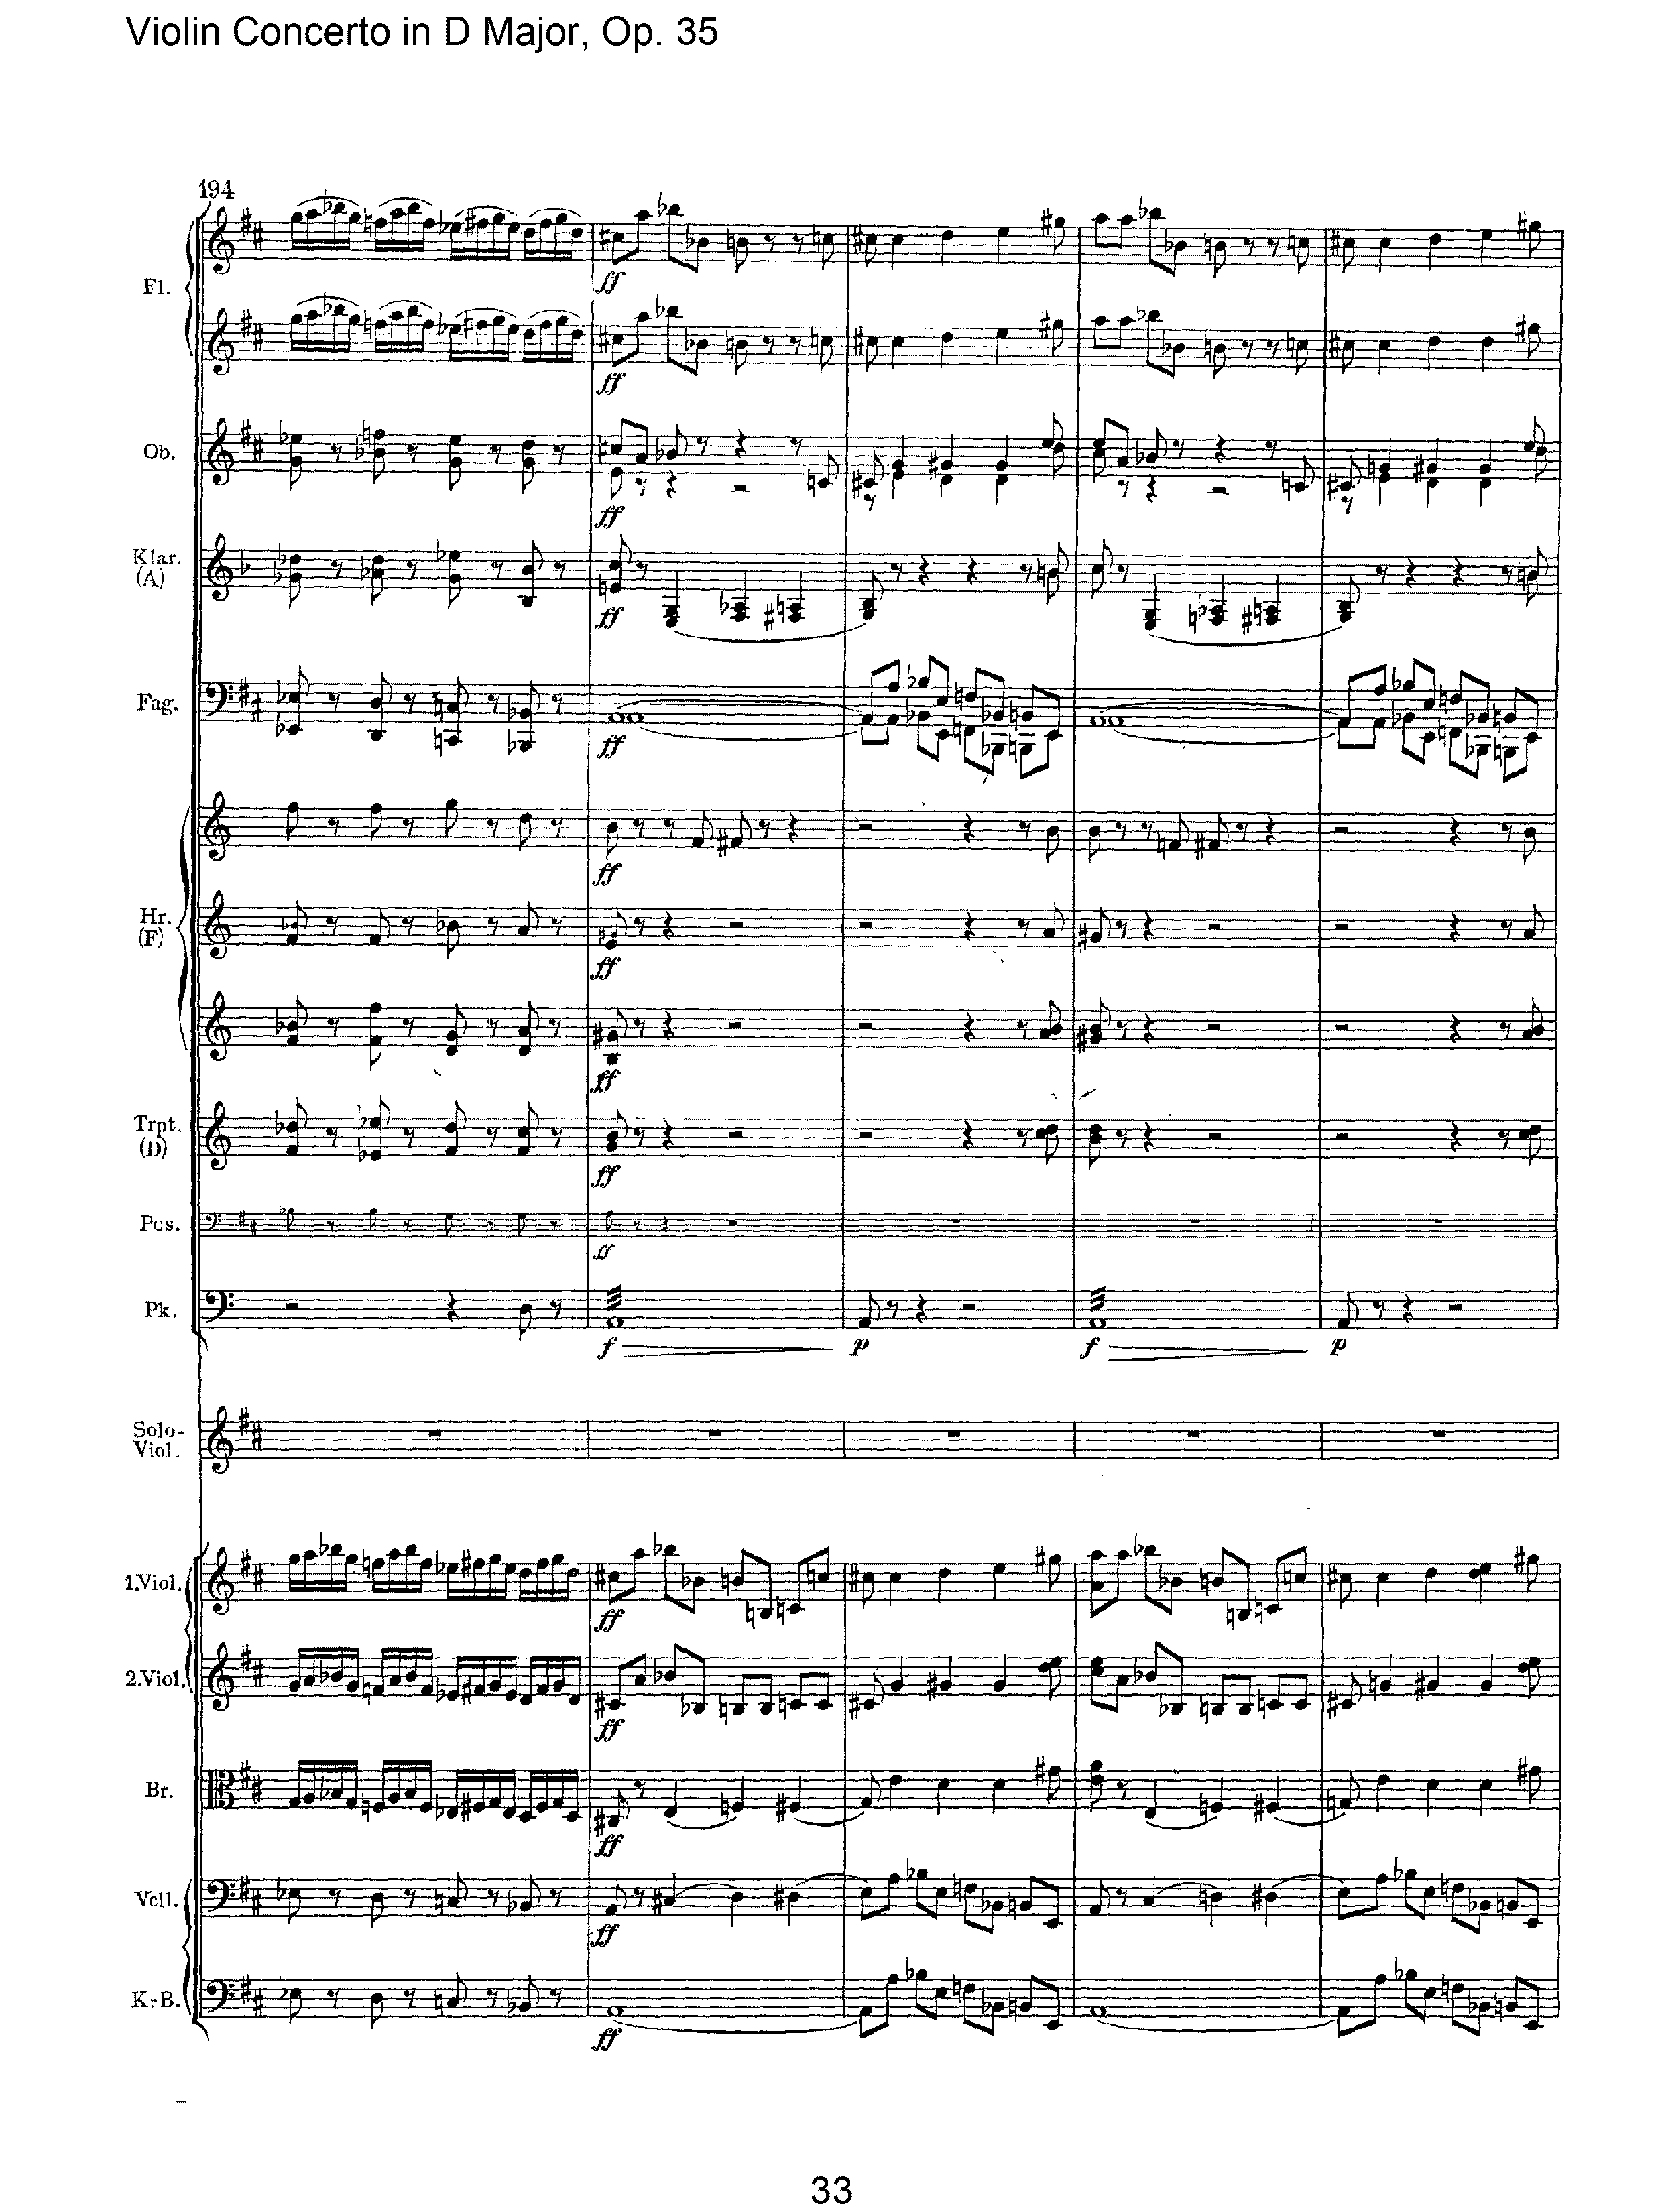 Violin Concerto in D Major, Op. 35
194
Fl.
ff
ff
Ob.
ff
Klar.
(A)
ff
Fag.
ff
ff
Hr.
(F)
ff
ff
Trpt.
(D)
ff
Pos.
ff
Pk.
f p f p
Solo-
Viol.
1.Viol.
ff
2.Viol.
ff
Br.
ff
Vcll.
ff
K.-B.
ff
33